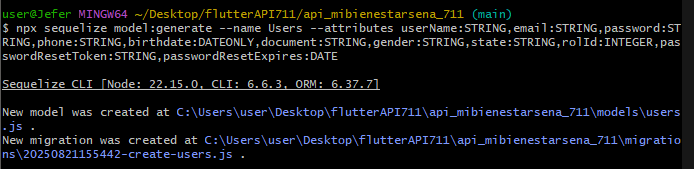 user@Jefer MINGW64 ~/Desktop/flutterAPI711/api_mibienestarsena_711 (main)
$ npx sequelize model:generate --name Users --attributes userName:STRING,email:STRING,password:ST
RING,phone:STRING,birthdate:DATEONLY,document:STRING,gender:STRING,state:STRING,rolId:INTEGER,pas
swordResetToken:STRING,passwordResetExpires:DATE
Sequelize CLI [Node: 22.15.0, CLI: 6.6.3, ORM: 6.37.7]
New model was created at C:\Users\user\Desktop\flutterAPI711\api_mibienestarsena_711\models\users
.js .
New migration was created at C:\Users\user\Desktop\flutterAPI711\api_mibienestarsena_711\migratio
ns\20250821155442-create-users.js .